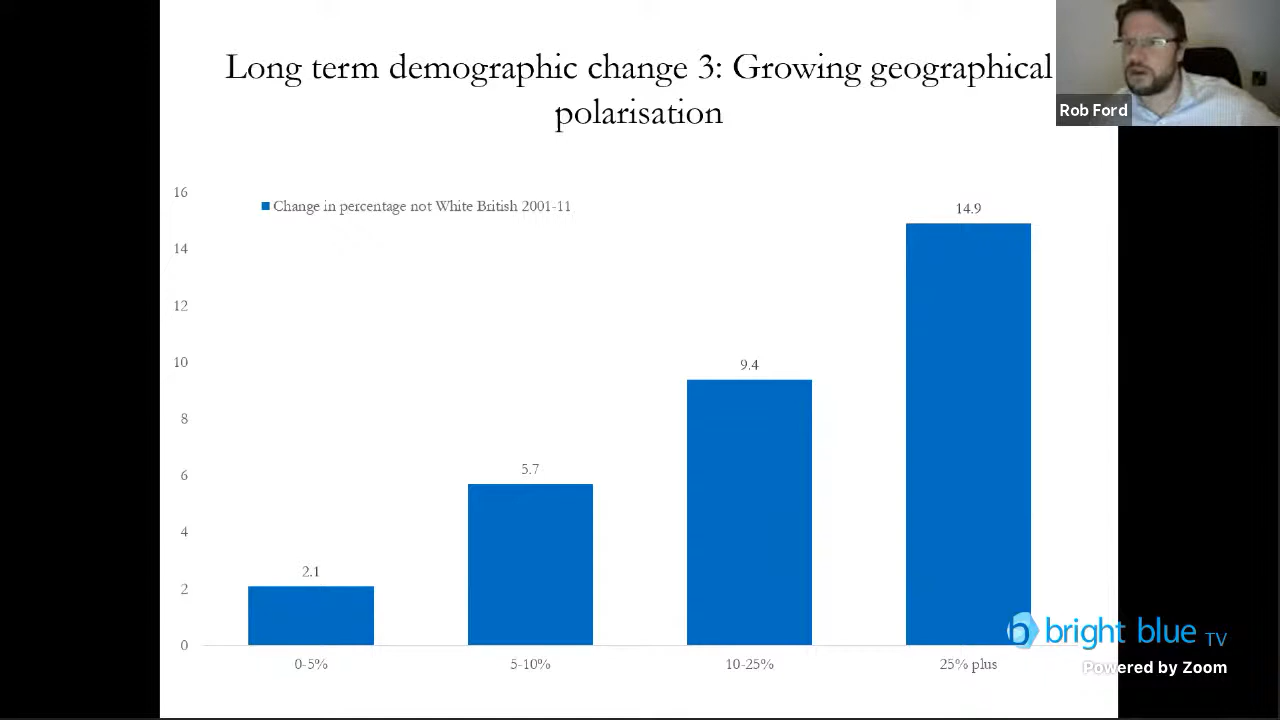 Long term demographic change 3: Growing geographical
polarisation
Rob Ford
Change in percentage not White British 2001-11
16
14
12
10
8
6
4
2
0
2.1
5.7
9.4
14.9
0-5%
5-10%
10-25%
25% plus
b bright blue TV
Powered by Zoom